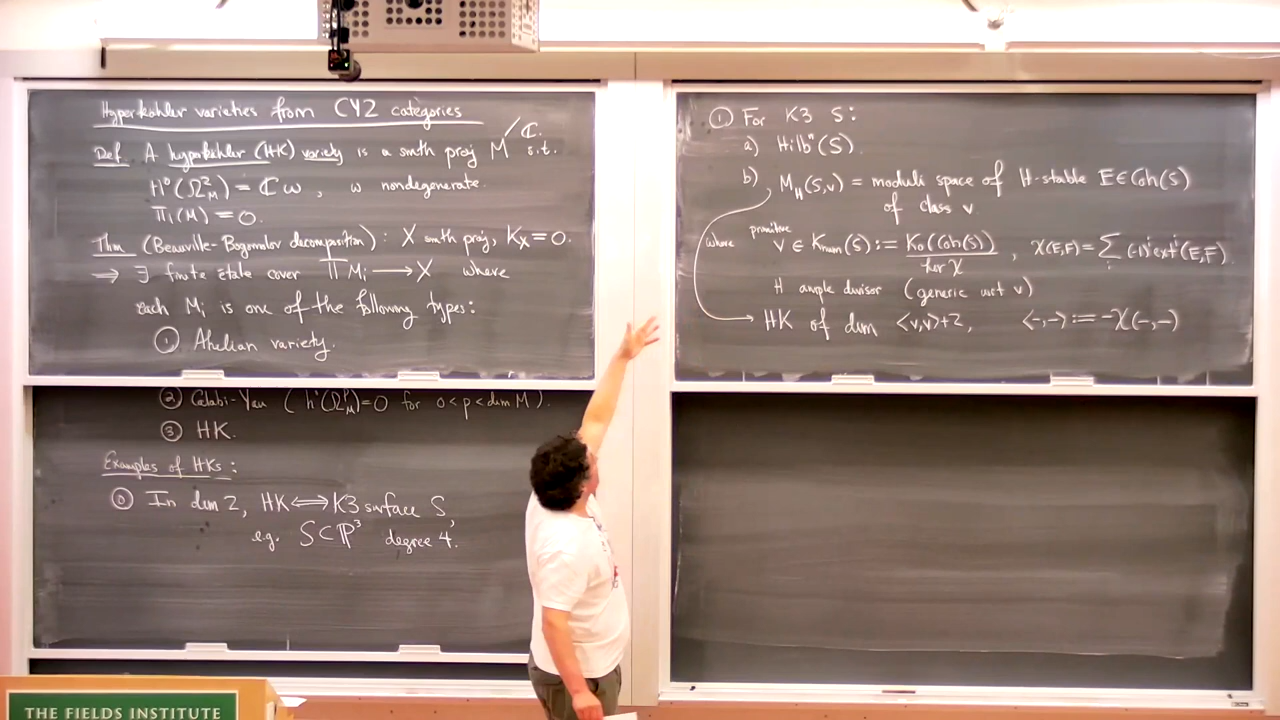 Hyperkähler varieties from CY2 categories
Def. A hyperkähler (HK) variety is a smth proj M / ℂ s.t.
H⁰(Ω²_M) = ℂω, ω nondegenerate.
π₁(M) = 0.
Thm (Beauville-Bogomolov decomposition): X smth proj, K_X = 0.
⟹ ∃ finite étale cover ∏ Mᵢ ⟶ X where
each Mᵢ is one of the following types:
① Abelian variety.
② Calabi-Yau (h⁰(Ω^p_M) = 0 for 0 < p < dim M).
③ HK.
Examples of HKs:
⓪ In dim 2, HK ⟺ K3 surface S,
e.g. S ⊂ ℙ³ degree 4.
① For K3 S:
a) Hilbⁿ(S).
b) M_H(S,v) = moduli space of H-stable E ∈ Coh(S)
of class v
where primitive v ∈ K_num(S) := K₀(Coh(S)) / ker χ, χ(E,F) = ∑ᵢ (-1)ⁱ extⁱ(E,F).
H ample divisor (generic wrt v)
HK of dim <v,v>+2, <-,-> := -χ(-,-)
THE FIELDS INSTITUTE